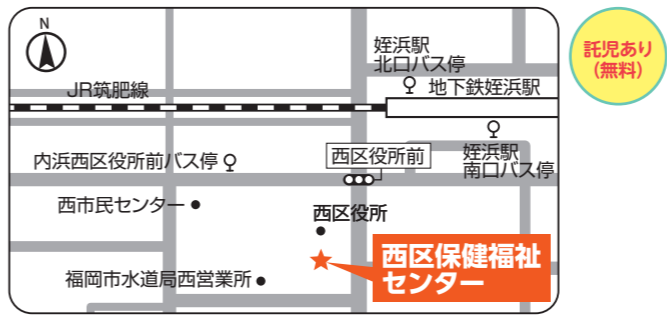 N
姪浜駅
北口バス停
託児あり
(無料)
JR筑肥線
地下鉄姪浜駅
内浜西区役所前バス停
西区役所前
姪浜駅
南口バス停
西市民センター
西区役所
西区保健福祉
センター
福岡市水道局西営業所